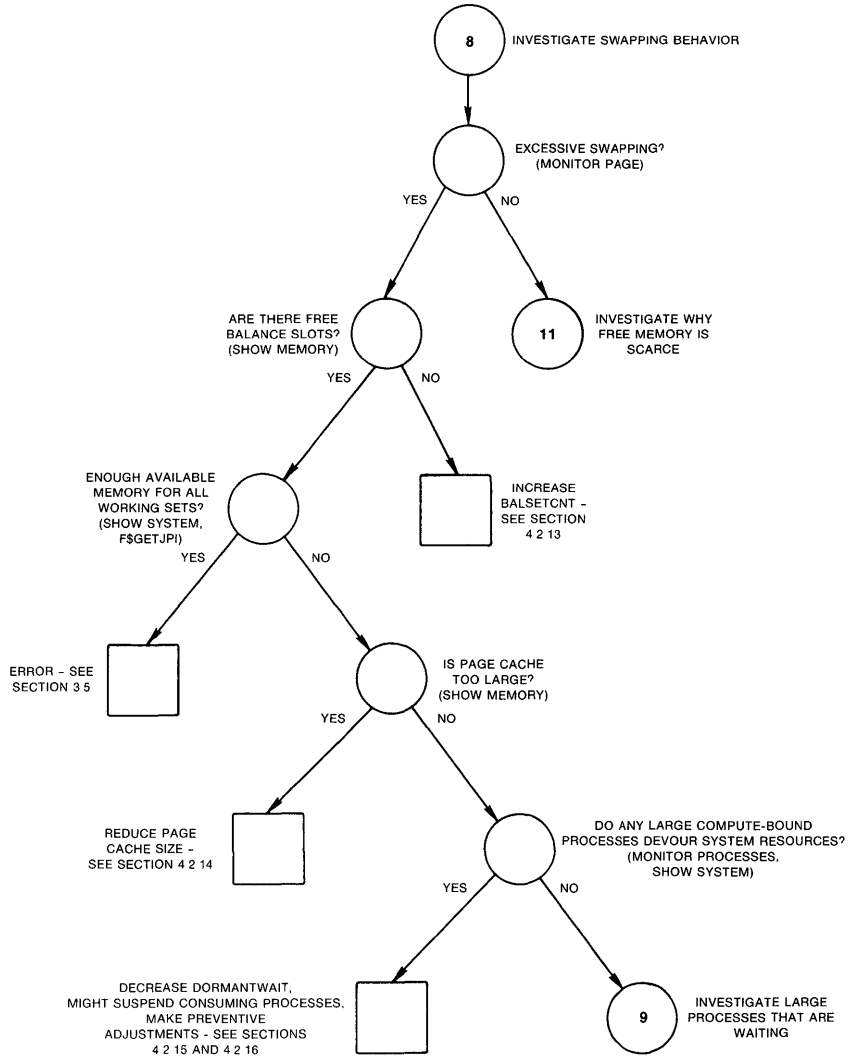 8
INVESTIGATE SWAPPING BEHAVIOR
EXCESSIVE SWAPPING?
(MONITOR PAGE)
YES
NO
ARE THERE FREE
BALANCE SLOTS?
(SHOW MEMORY)
11
INVESTIGATE WHY
FREE MEMORY IS
SCARCE
YES
NO
ENOUGH AVAILABLE
MEMORY FOR ALL
WORKING SETS?
(SHOW SYSTEM,
F$GETJPI)
INCREASE
BALSETCNT -
SEE SECTION
4 2 13
YES
NO
ERROR - SEE
SECTION 3 5
IS PAGE CACHE
TOO LARGE?
(SHOW MEMORY)
YES
NO
REDUCE PAGE
CACHE SIZE -
SEE SECTION 4 2 14
DO ANY LARGE COMPUTE-BOUND
PROCESSES DEVOUR SYSTEM RESOURCES?
(MONITOR PROCESSES,
SHOW SYSTEM)
YES
NO
DECREASE DORMANTWAIT,
MIGHT SUSPEND CONSUMING PROCESSES,
MAKE PREVENTIVE
ADJUSTMENTS - SEE SECTIONS
4 2 15 AND 4 2 16
9
INVESTIGATE LARGE
PROCESSES THAT ARE
WAITING